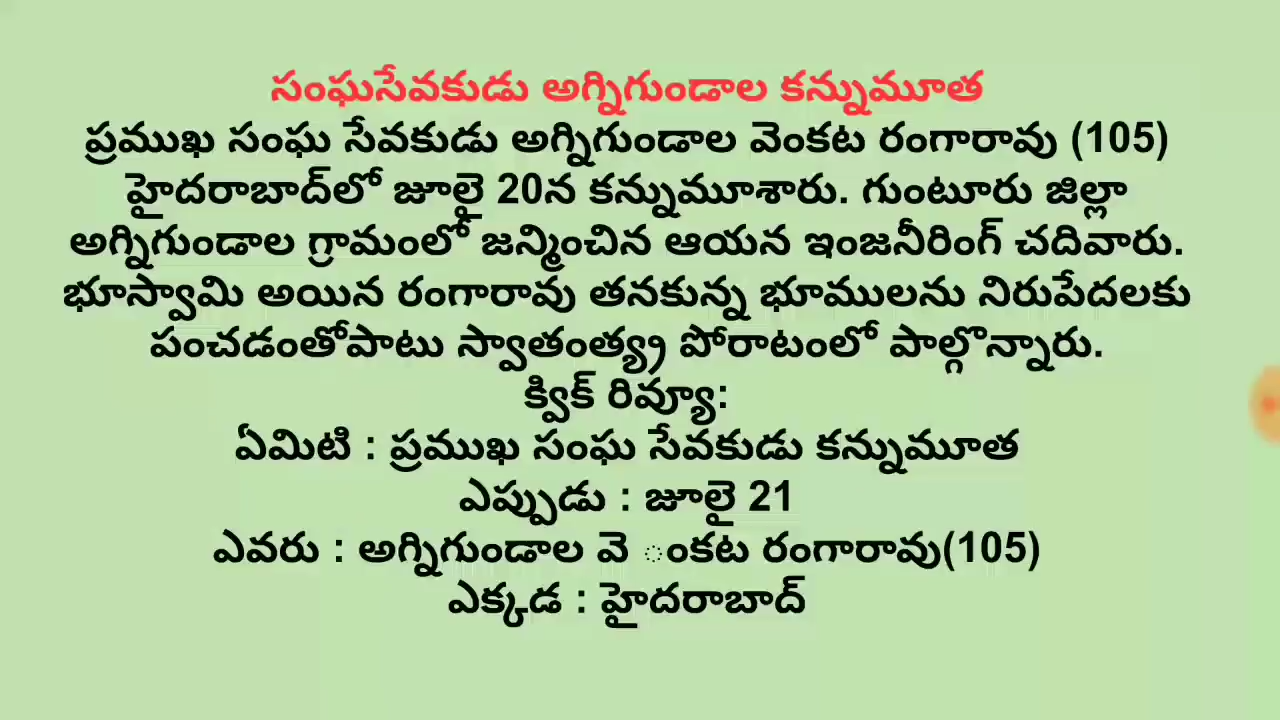 సంఘసేవకుడు అగ్నిగుండాల కన్నుమూత
ప్రముఖ సంఘ సేవకుడు అగ్నిగుండాల వెంకట రంగారావు (105)
హైదరాబాద్‌లో జూలై 20న కన్నుమూశారు. గుంటూరు జిల్లా
అగ్నిగుండాల గ్రామంలో జన్మించిన ఆయన ఇంజనీరింగ్ చదివారు.
భూస్వామి అయిన రంగారావు తనకున్న భూములను నిరుపేదలకు
పంచడంతోపాటు స్వాతంత్య్ర పోరాటంలో పాల్గొన్నారు.
క్విక్ రివ్యూ:
ఏమిటి : ప్రముఖ సంఘ సేవకుడు కన్నుమూత
ఎప్పుడు : జూలై 21
ఎవరు : అగ్నిగుండాల వె ంకట రంగారావు(105)
ఎక్కడ : హైదరాబాద్